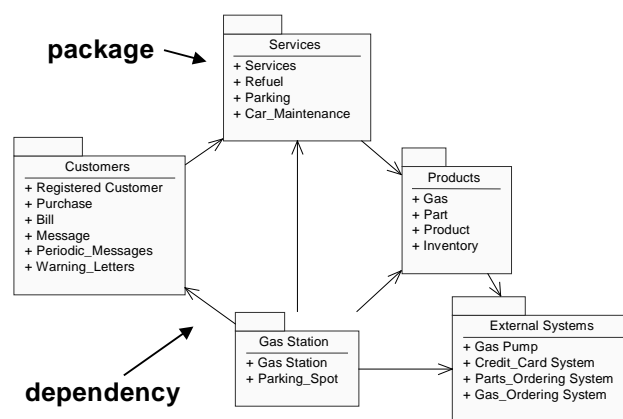 package
Services
+ Services
+ Refuel
+ Parking
+ Car_Maintenance
Customers
+ Registered Customer
+ Purchase
+ Bill
+ Message
+ Periodic_Messages
+ Warning_Letters
Products
+ Gas
+ Part
+ Product
+ Inventory
Gas Station
+ Gas Station
+ Parking_Spot
External Systems
+ Gas Pump
+ Credit_Card System
+ Parts_Ordering System
+ Gas_Ordering System
dependency